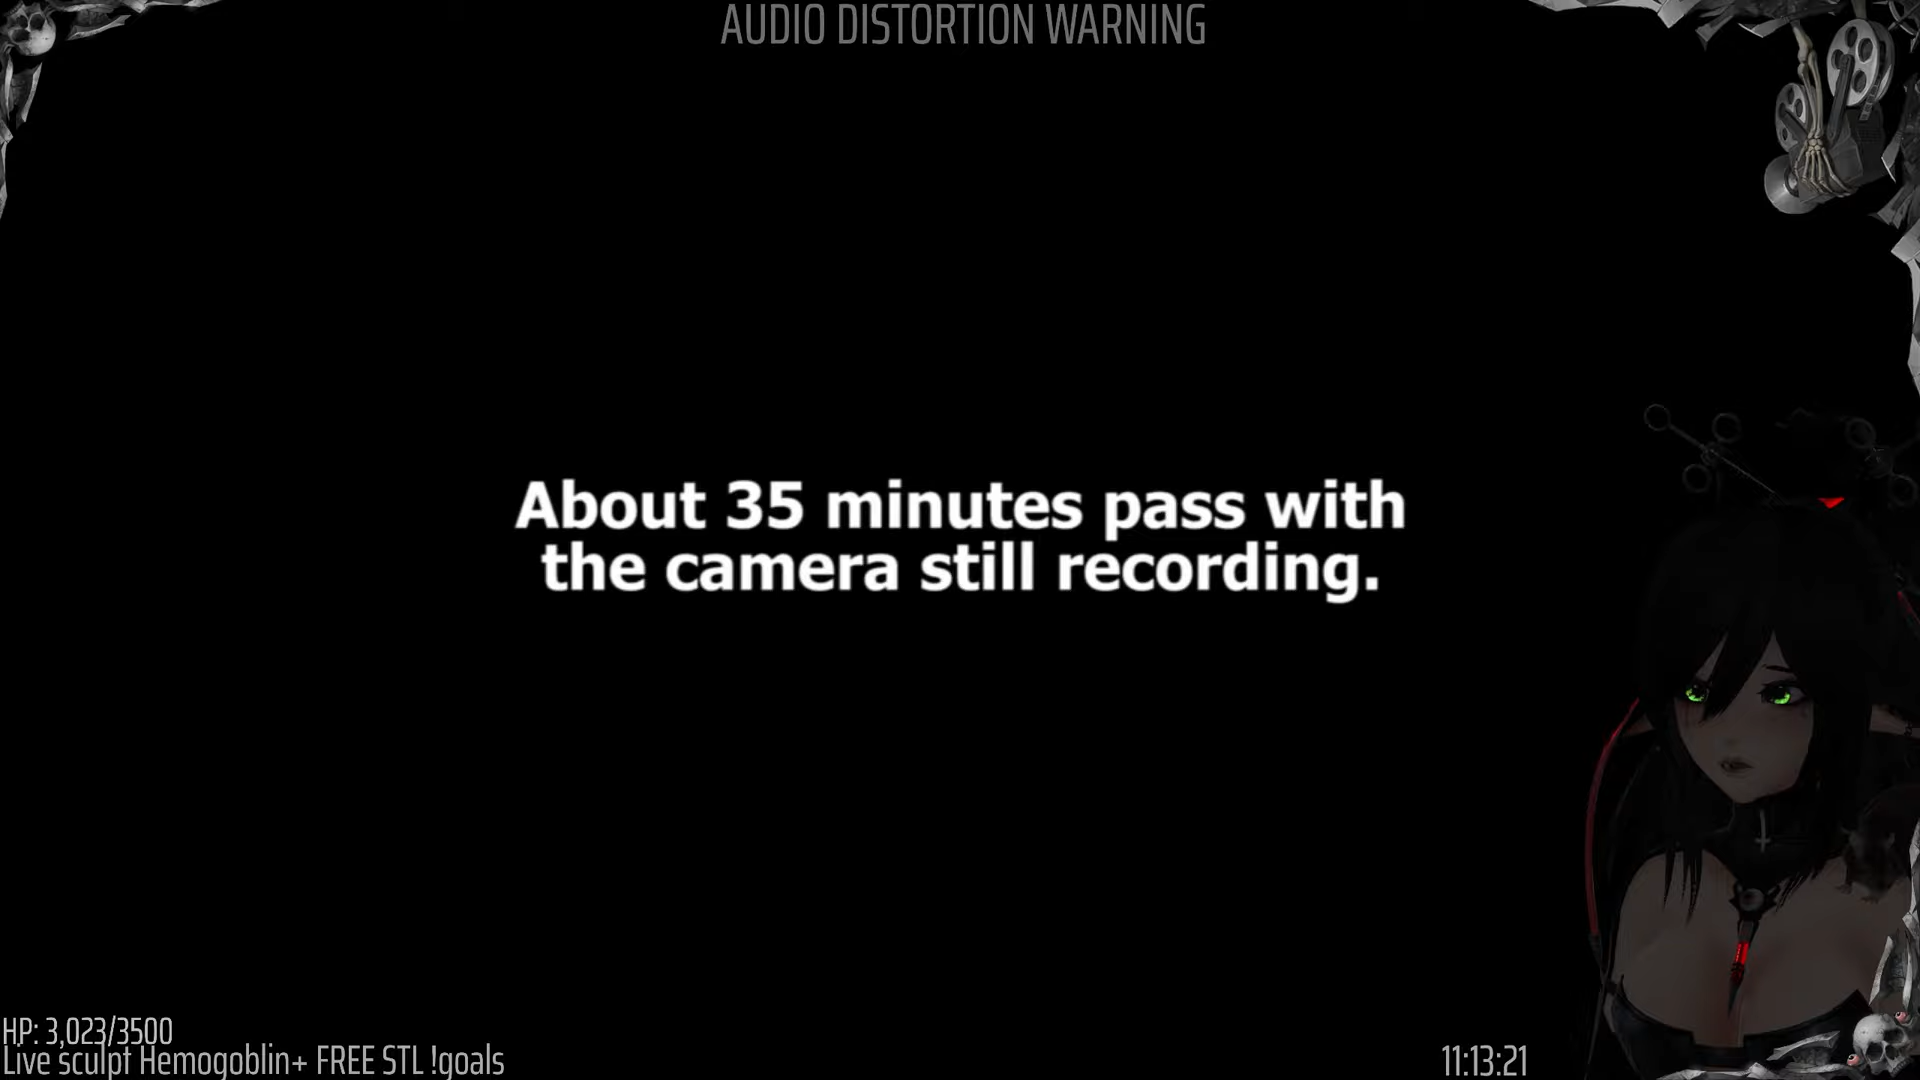 AUDIO DISTORTION WARNING
About 35 minutes pass with
the camera still recording.
HP: 3,023/3500
Live sculpt Hemogoblin+ FREE STL !goals
11:13:21